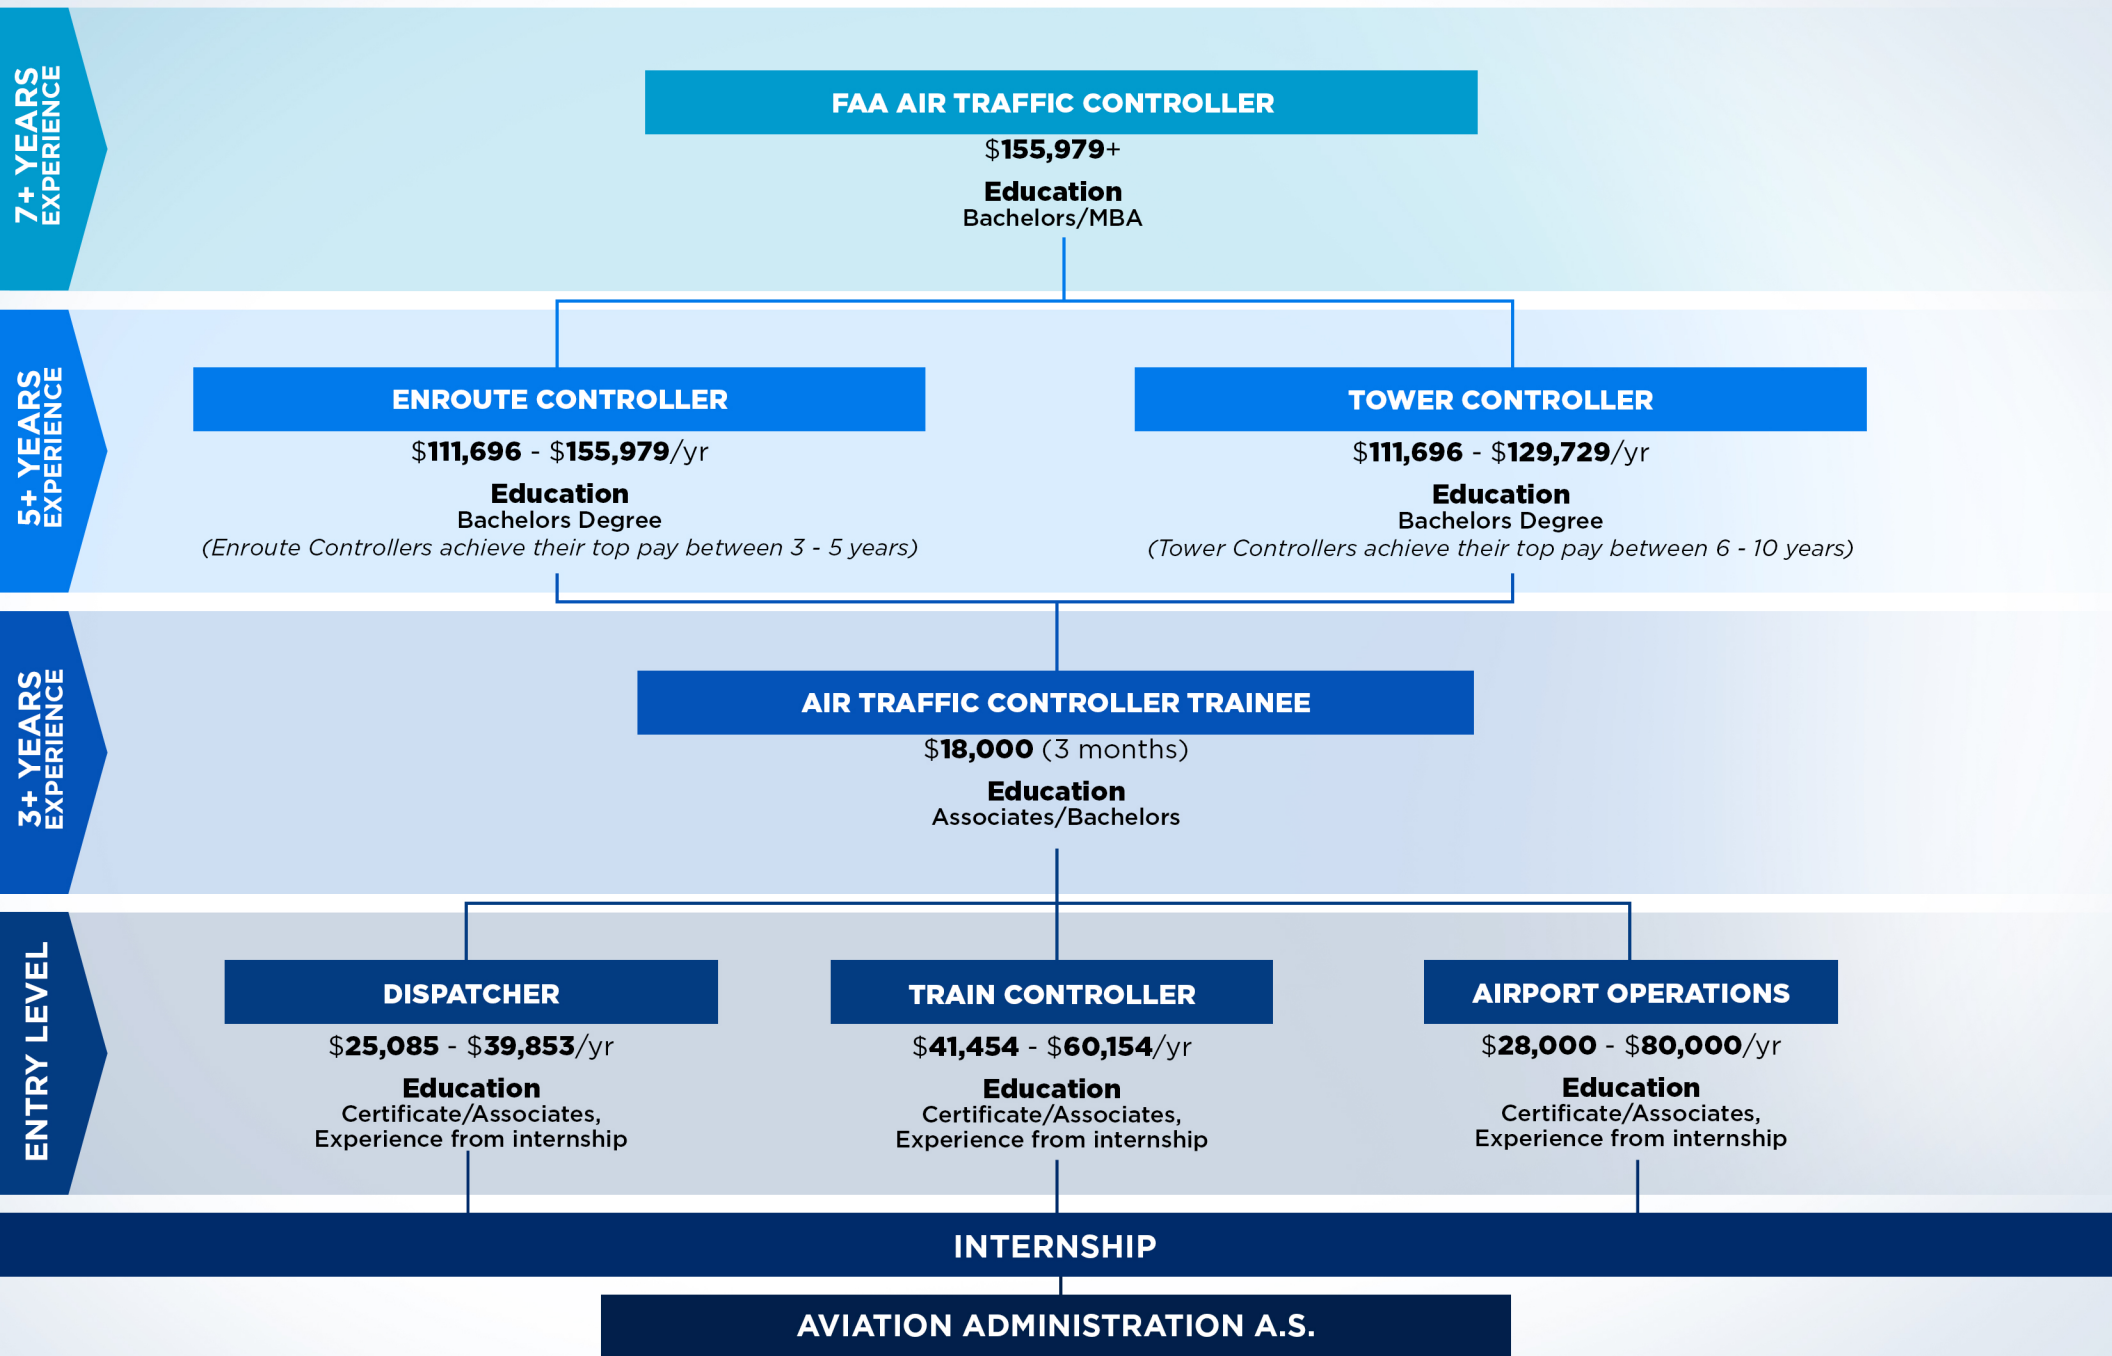 7+ YEARS
EXPERIENCE
FAA AIR TRAFFIC CONTROLLER
$155,979+
Education
Bachelors/MBA
5+ YEARS
EXPERIENCE
ENROUTE CONTROLLER
$111,696 - $155,979/yr
Education
Bachelors Degree
(Enroute Controllers achieve their top pay between 3 - 5 years)
TOWER CONTROLLER
$111,696 - $129,729/yr
Education
Bachelors Degree
(Tower Controllers achieve their top pay between 6 - 10 years)
3+ YEARS
EXPERIENCE
AIR TRAFFIC CONTROLLER TRAINEE
$18,000 (3 months)
Education
Associates/Bachelors
ENTRY LEVEL
DISPATCHER
$25,085 - $39,853/yr
Education
Certificate/Associates,
Experience from internship
TRAIN CONTROLLER
$41,454 - $60,154/yr
Education
Certificate/Associates,
Experience from internship
AIRPORT OPERATIONS
$28,000 - $80,000/yr
Education
Certificate/Associates,
Experience from internship
INTERNSHIP
AVIATION ADMINISTRATION A.S.